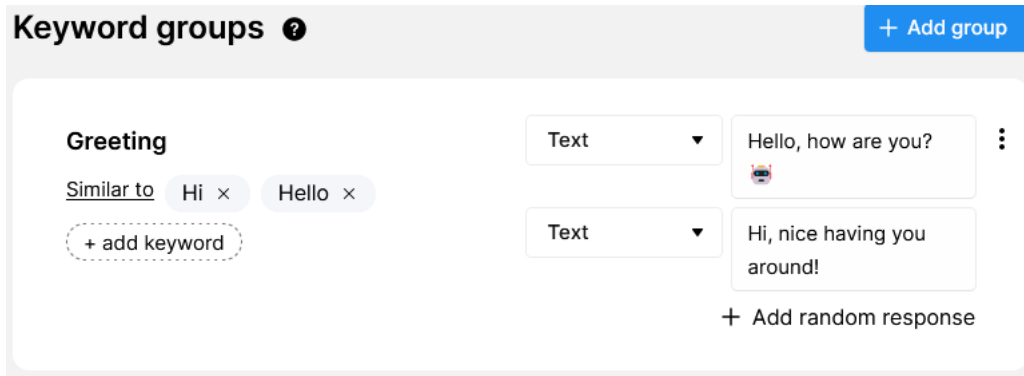 Keyword groups ?
+ Add group
Greeting
Similar to Hi × Hello ×
+ add keyword
Text
Hello, how are you?
🤖
Text
Hi, nice having you
around!
+ Add random response